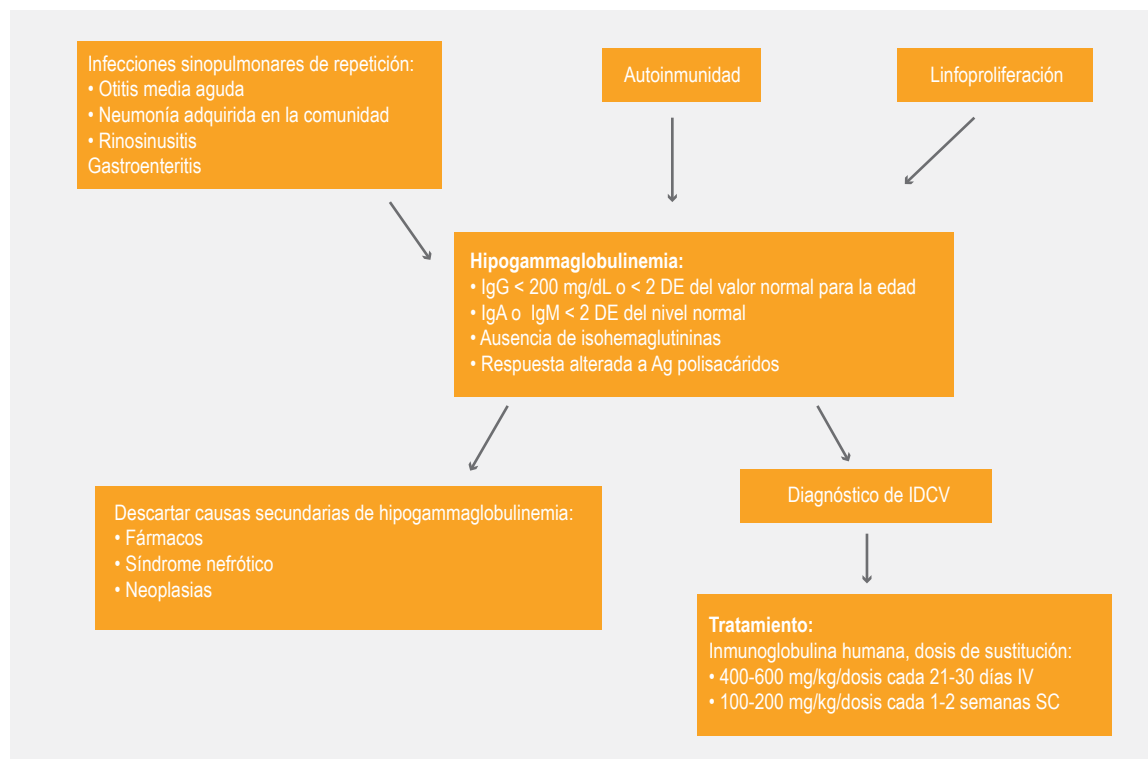 Infecciones sinopulmonares de repetición:
• Otitis media aguda
• Neumonía adquirida en la comunidad
• Rinosinusitis
Gastroenteritis
Autoinmunidad
Linfoproliferación
Hipogammaglobulinemia:
• IgG < 200 mg/dL o < 2 DE del valor normal para la edad
• IgA o IgM < 2 DE del nivel normal
• Ausencia de isohemaglutininas
• Respuesta alterada a Ag polisacáridos
Descartar causas secundarias de hipogammaglobulinemia:
• Fármacos
• Síndrome nefrótico
• Neoplasias
Diagnóstico de IDCV
Tratamiento:
Inmunoglobulina humana, dosis de sustitución:
• 400-600 mg/kg/dosis cada 21-30 días IV
• 100-200 mg/kg/dosis cada 1-2 semanas SC